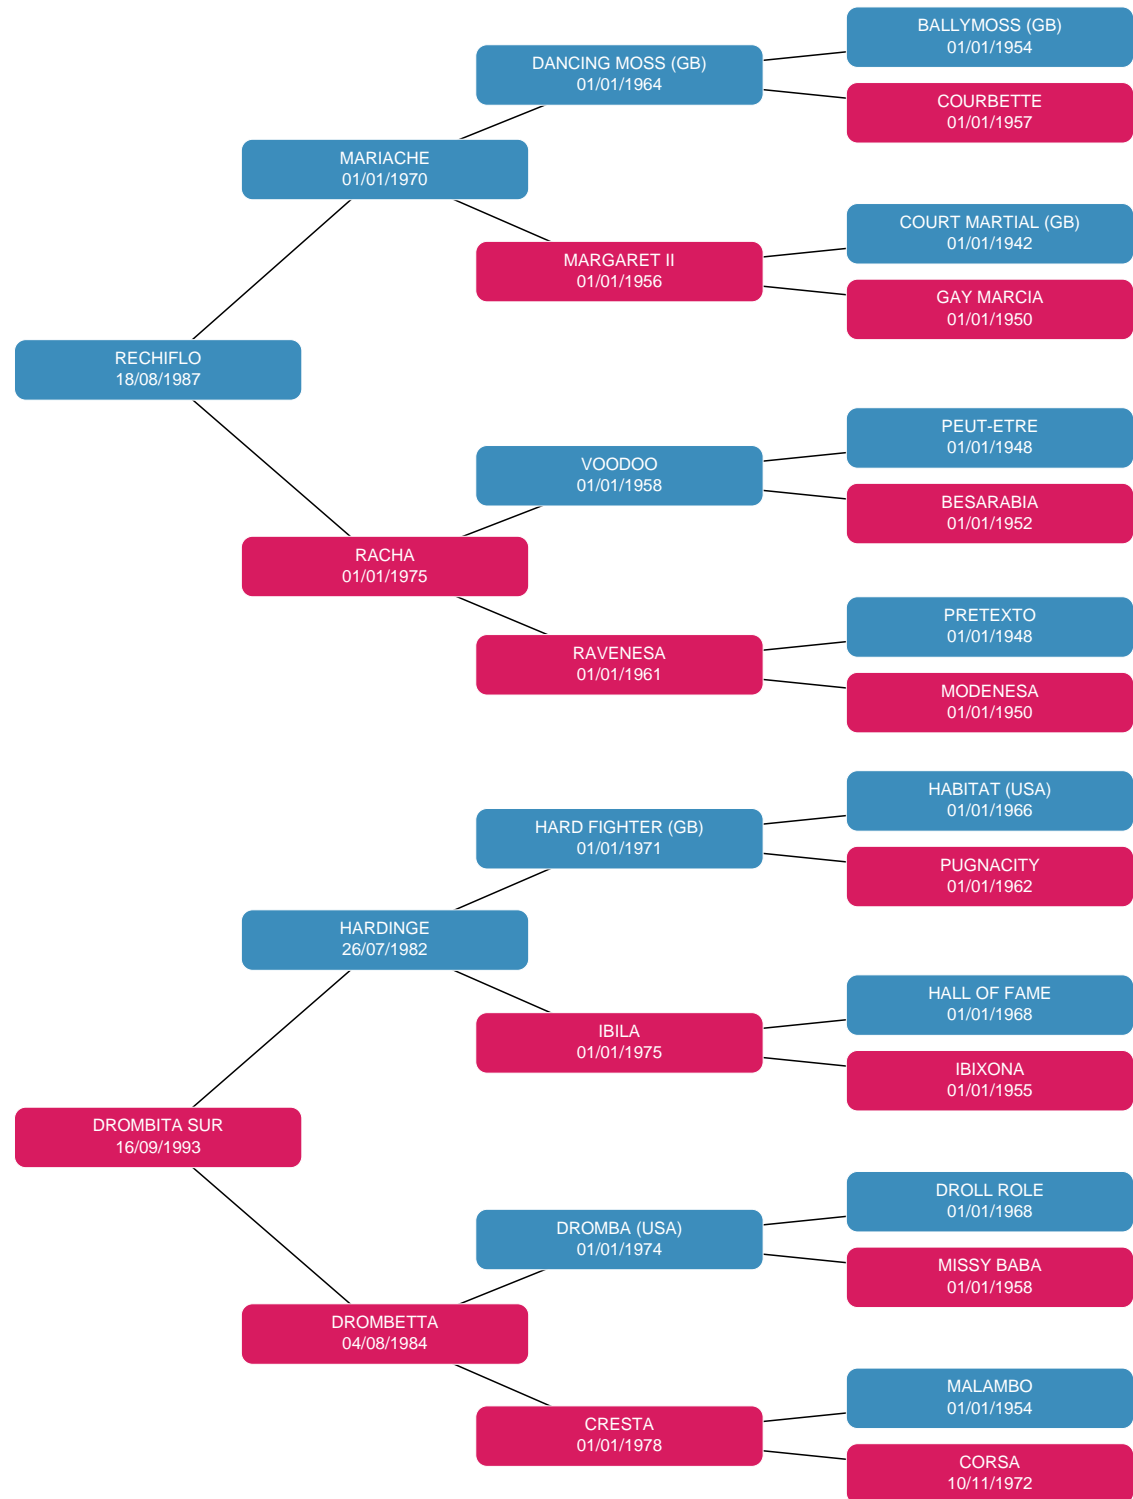 BALLYMOSS (GB)
01/01/1954
DANCING MOSS (GB)
01/01/1964
COURBETTE
01/01/1957
MARIACHE
01/01/1970
COURT MARTIAL (GB)
01/01/1942
MARGARET II
01/01/1956
GAY MARCIA
01/01/1950
RECHIFLO
18/08/1987
PEUT-ETRE
01/01/1948
VOODOO
01/01/1958
BESARABIA
01/01/1952
RACHA
01/01/1975
PRETEXTO
01/01/1948
RAVENESA
01/01/1961
MODENESA
01/01/1950
HABITAT (USA)
01/01/1966
HARD FIGHTER (GB)
01/01/1971
PUGNACITY
01/01/1962
HARDINGE
26/07/1982
HALL OF FAME
01/01/1968
IBILA
01/01/1975
IBIXONA
01/01/1955
DROMBITA SUR
16/09/1993
DROLL ROLE
01/01/1968
DROMBA (USA)
01/01/1974
MISSY BABA
01/01/1958
DROMBETTA
04/08/1984
MALAMBO
01/01/1954
CRESTA
01/01/1978
CORSA
10/11/1972